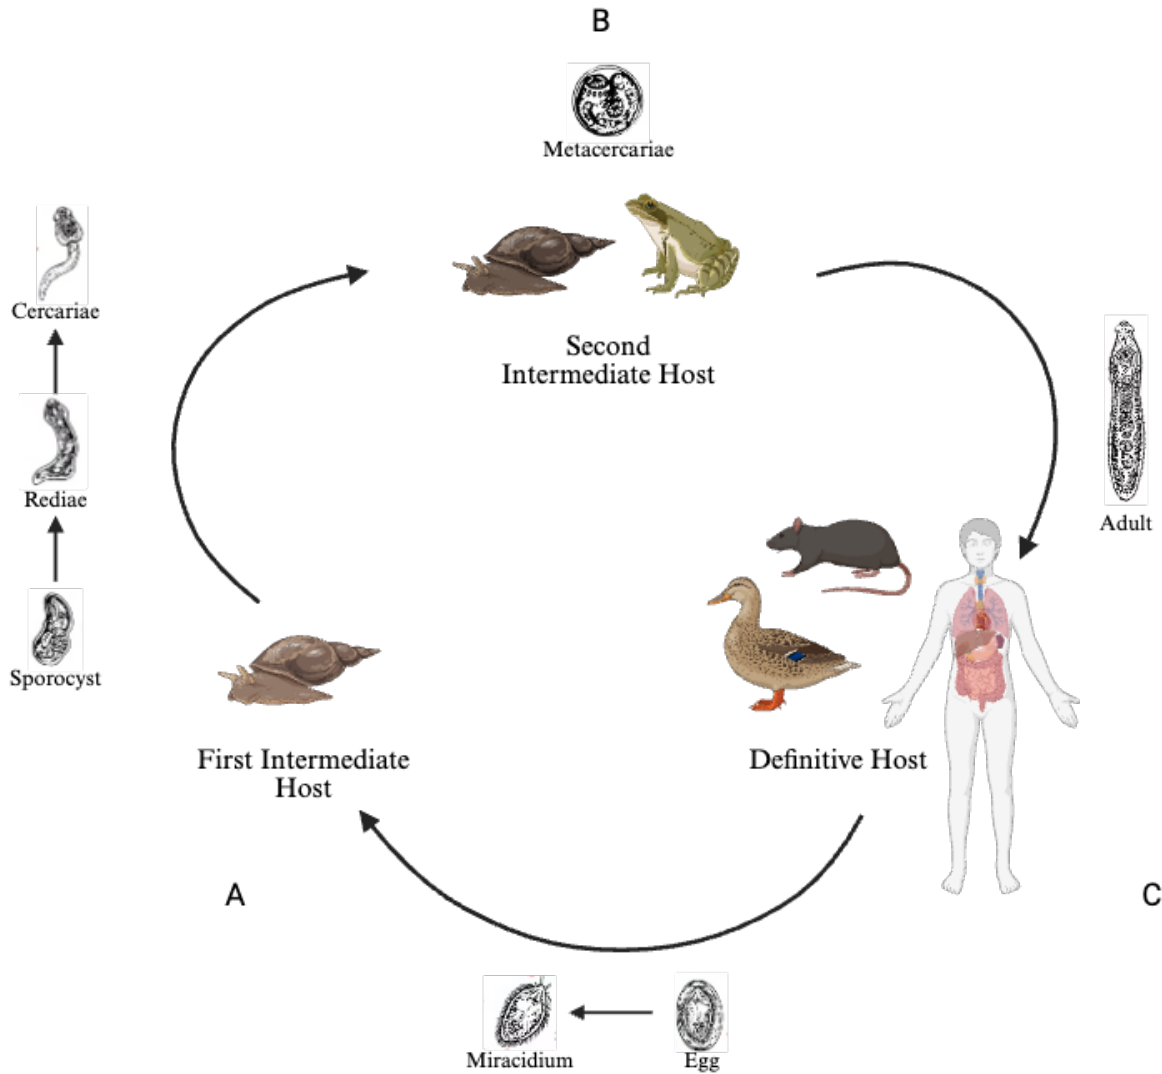 B
Metacercariae
Cercariae
Second
Intermediate Host
Rediae
Adult
Sporocyst
First Intermediate
Host
Definitive Host
A
C
Miracidium
Egg